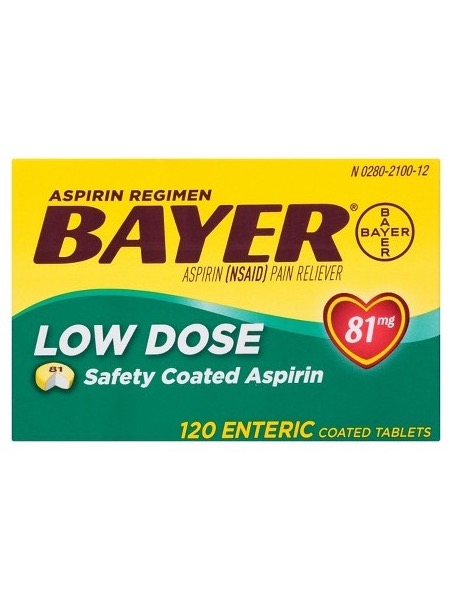 N 0280-2100-12
ASPIRIN REGIMEN
BAYER®
BAYER
BAYER
ASPIRIN (NSAID) PAIN RELIEVER
81mg
LOW DOSE
81
Safety Coated Aspirin
120 ENTERIC COATED TABLETS